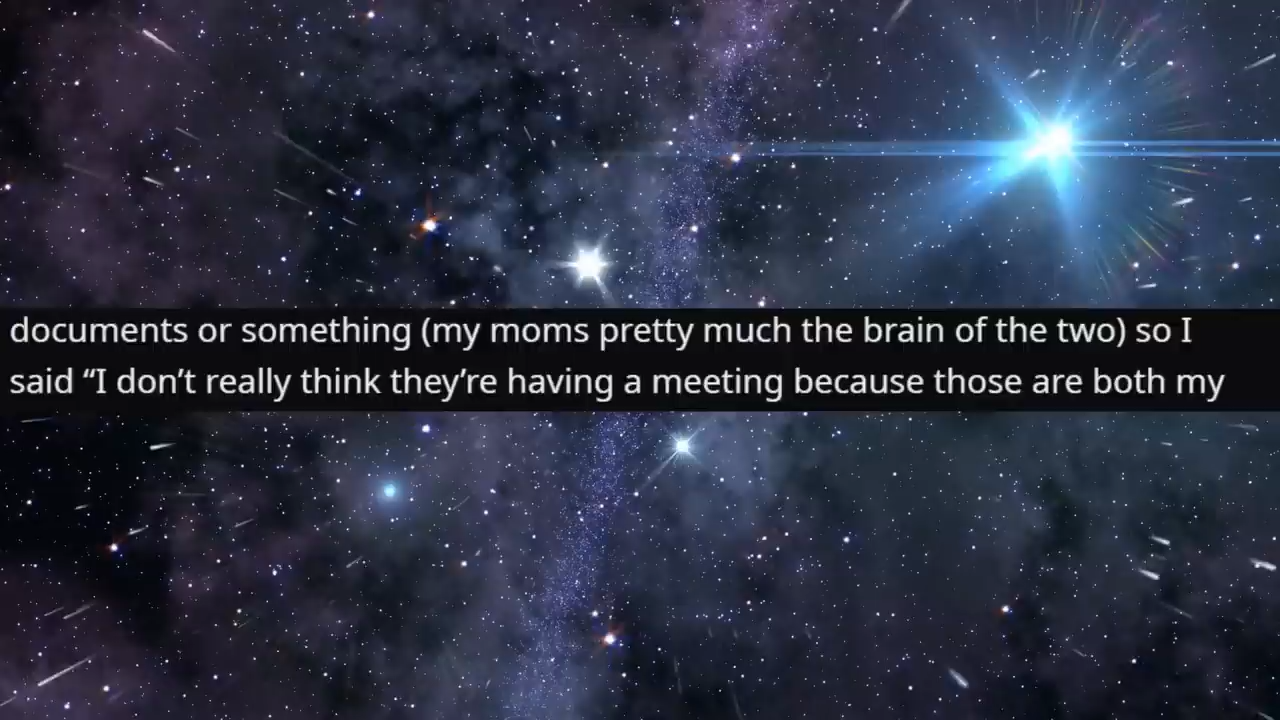 documents or something (my moms pretty much the brain of the two) so I
said “I don’t really think they’re having a meeting because those are both my